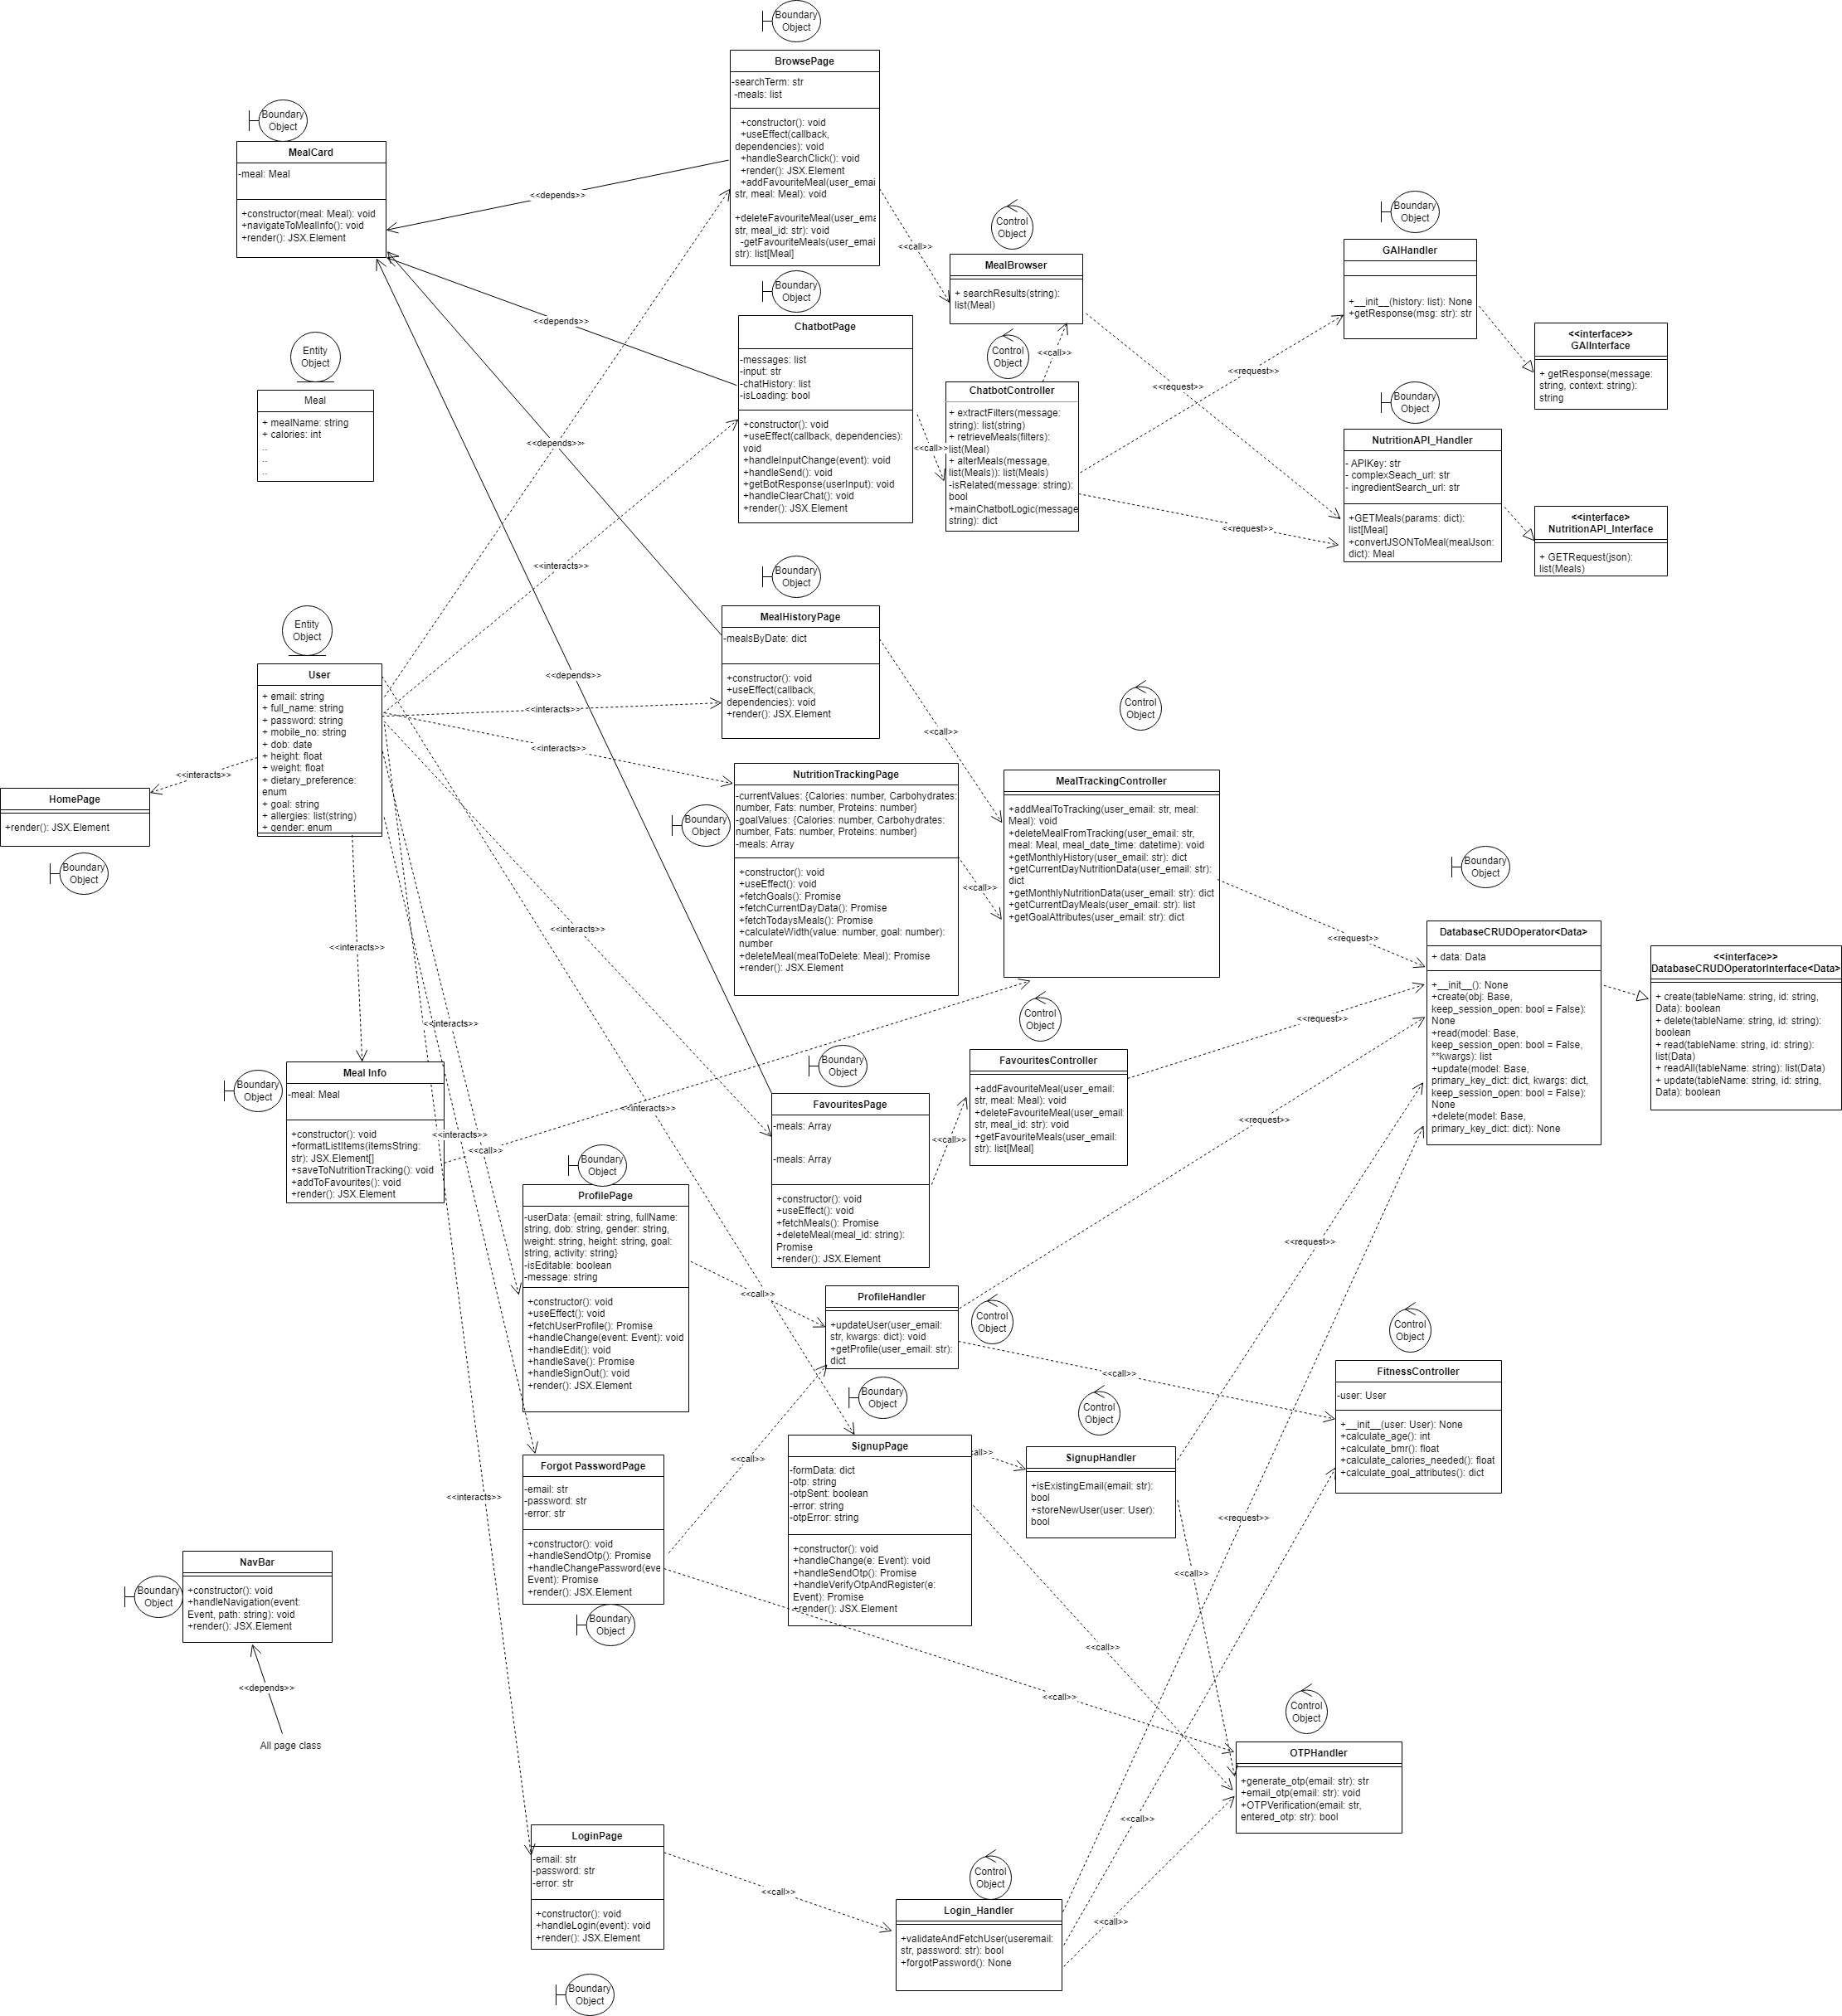 Boundary
Object
BrowsePage
-searchTerm: str
-meals: list
+constructor(): void
+useEffect(callback,
dependencies): void
+handleSearchClick(): void
+render(): JSX.Element
+addFavouriteMeal(user_email
str, meal: Meal): void
+deleteFavouriteMeal(user_ema
str, meal_id: str): void
-getFavouriteMeals(user_emai
str): list[Meal]
Boundary
Object
MealCard
-meal: Meal
+constructor(meal: Meal): void
+navigateToMealInfo(): void
+render(): JSX.Element
<<depends>>
<<call>>
Control
Object
MealBrowser
+ searchResults(string):
list(Meal)
Boundary
Object
GAIHandler
+__init__(history: list): None
+getResponse(msg: str): str
<<interface>>
GAIInterface
+ getResponse(message:
string, context: string):
string
Boundary
Object
ChatbotPage
-messages: list
-input: str
-chatHistory: list
-isLoading: bool
+constructor(): void
+useEffect(callback, dependencies):
void
+handleInputChange(event): void
+handleSend(): void
+getBotResponse(userInput): void
+handleClearChat(): void
+render(): JSX.Element
<<depends>>
Control
Object
<<call>>
ChatbotController
+ extractFilters(message:
string): list(string)
+ retrieveMeals(filters):
list(Meal)
+ alterMeals(message,
list(Meals)): list(Meals)
-isRelated(message: string):
bool
+mainChatbotLogic(message
string): dict
<<call>>
<<request>>
<<request>>
<<request>>
Boundary
Object
NutritionAPI_Handler
- APIKey: str
- complexSeach_url: str
- ingredientSearch_url: str
+GETMeals(params: dict):
list[Meal]
+convertJSONToMeal(mealJson:
dict): Meal
<<interface>
NutritionAPI_Interface
+ GETRequest(json):
list(Meals)
Entity
Object
Meal
+ mealName: string
+ calories: int
..
..
..
<<depends>>
<<interacts>>
Boundary
Object
MealHistoryPage
-mealsByDate: dict
+constructor(): void
+useEffect(callback,
dependencies): void
+render(): JSX.Element
<<depends>>
<<interacts>>
<<interacts>>
<<call>>
Entity
Object
User
+ email: string
+ full_name: string
+ password: string
+ mobile_no: string
+ dob: date
+ height: float
+ weight: float
+ dietary_preference:
enum
+ goal: string
+ allergies: list(string)
+ gender: enum
<<interacts>>
HomePage
+render(): JSX.Element
Boundary
Object
Boundary
Object
NutritionTrackingPage
-currentValues: {Calories: number, Carbohydrates:
number, Fats: number, Proteins: number}
-goalValues: {Calories: number, Carbohydrates:
number, Fats: number, Proteins: number}
-meals: Array
+constructor(): void
+useEffect(): void
+fetchGoals(): Promise
+fetchCurrentDayData(): Promise
+fetchTodaysMeals(): Promise
+calculateWidth(value: number, goal: number):
number
+deleteMeal(mealToDelete: Meal): Promise
+render(): JSX.Element
<<call>>
Control
Object
MealTrackingController
+addMealToTracking(user_email: str, meal:
Meal): void
+deleteMealFromTracking(user_email: str,
meal: Meal, meal_date_time: datetime): void
+getMonthlyHistory(user_email: str): dict
+getCurrentDayNutritionData(user_email: str):
dict
+getMonthlyNutritionData(user_email: str): dict
+getCurrentDayMeals(user_email: str): list
+getGoalAttributes(user_email: str): dict
<<request>>
Boundary
Object
DatabaseCRUDOperator<Data>
+ data: Data
+__init__(): None
+create(obj: Base,
keep_session_open: bool = False):
None
+read(model: Base,
keep_session_open: bool = False,
**kwargs): list
+update(model: Base,
primary_key_dict: dict, kwargs: dict,
keep_session_open: bool = False):
None
+delete(model: Base,
primary_key_dict: dict): None
<<interface>>
DatabaseCRUDOperatorInterface<Data>
+ create(tableName: string, id: string,
Data): boolean
+ delete(tableName: string, id: string):
boolean
+ read(tableName: string, id: string):
list(Data)
+ readAll(tableName: string): list(Data)
+ update(tableName: string, id: string,
Data): boolean
<<interacts>>
<<interacts>>
<<interacts>>
<<interacts>>
<<interacts>>
<<interacts>>
Boundary
Object
Meal Info
-meal: Meal
+constructor(): void
+formatListItems(itemsString:
str): JSX.Element[]
+saveToNutritionTracking(): void
+addToFavourites(): void
+render(): JSX.Element
<<call>>
Boundary
Object
FavouritesPage
-meals: Array
-meals: Array
+constructor(): void
+useEffect(): void
+fetchMeals(): Promise
+deleteMeal(meal_id: string):
Promise
+render(): JSX.Element
<<call>>
Control
Object
FavouritesController
+addFavouriteMeal(user_email:
str, meal: Meal): void
+deleteFavouriteMeal(user_email:
str, meal_id: str): void
+getFavouriteMeals(user_email:
str): list[Meal]
<<request>>
<<request>>
<<request>>
<<request>>
Boundary
Object
ProfilePage
-userData: {email: string, fullName:
string, dob: string, gender: string,
weight: string, height: string, goal:
string, activity: string}
-isEditable: boolean
-message: string
+constructor(): void
+useEffect(): void
+fetchUserProfile(): Promise
+handleChange(event: Event): void
+handleEdit(): void
+handleSave(): Promise
+handleSignOut(): void
+render(): JSX.Element
<<call>>
ProfileHandler
+updateUser(user_email:
str, kwargs: dict): void
+getProfile(user_email: str):
dict
Control
Object
<<call>>
Control
Object
FitnessController
-user: User
+__init__(user: User): None
+calculate_age(): int
+calculate_bmr(): float
+calculate_calories_needed(): float
+calculate_goal_attributes(): dict
Forgot PasswordPage
-email: str
-password: str
-error: str
+constructor(): void
+handleSendOtp(): Promise
+handleChangePassword(eve
Event): Promise
+render(): JSX.Element
Boundary
Object
<<call>>
<<call>>
Boundary
Object
SignupPage
-formData: dict
-otp: string
-otpSent: boolean
-error: string
-otpError: string
+constructor(): void
+handleChange(e: Event): void
+handleSendOtp(): Promise
+handleVerifyOtpAndRegister(e:
Event): Promise
+render(): JSX.Element
call>>
<<call>>
Control
Object
SignupHandler
+isExistingEmail(email: str):
bool
+storeNewUser(user: User):
bool
<<call>>
<<interacts>>
Boundary
Object
NavBar
+constructor(): void
+handleNavigation(event:
Event, path: string): void
+render(): JSX.Element
<<depends>>
All page class
Control
Object
OTPHandler
+generate_otp(email: str): str
+email_otp(email: str): void
+OTPVerification(email: str,
entered_otp: str): bool
LoginPage
-email: str
-password: str
-error: str
+constructor(): void
+handleLogin(event): void
+render(): JSX.Element
Boundary
Object
<<call>>
Control
Object
Login_Handler
+validateAndFetchUser(useremail:
str, password: str): bool
+forgotPassword(): None
<<call>>
<<call>>